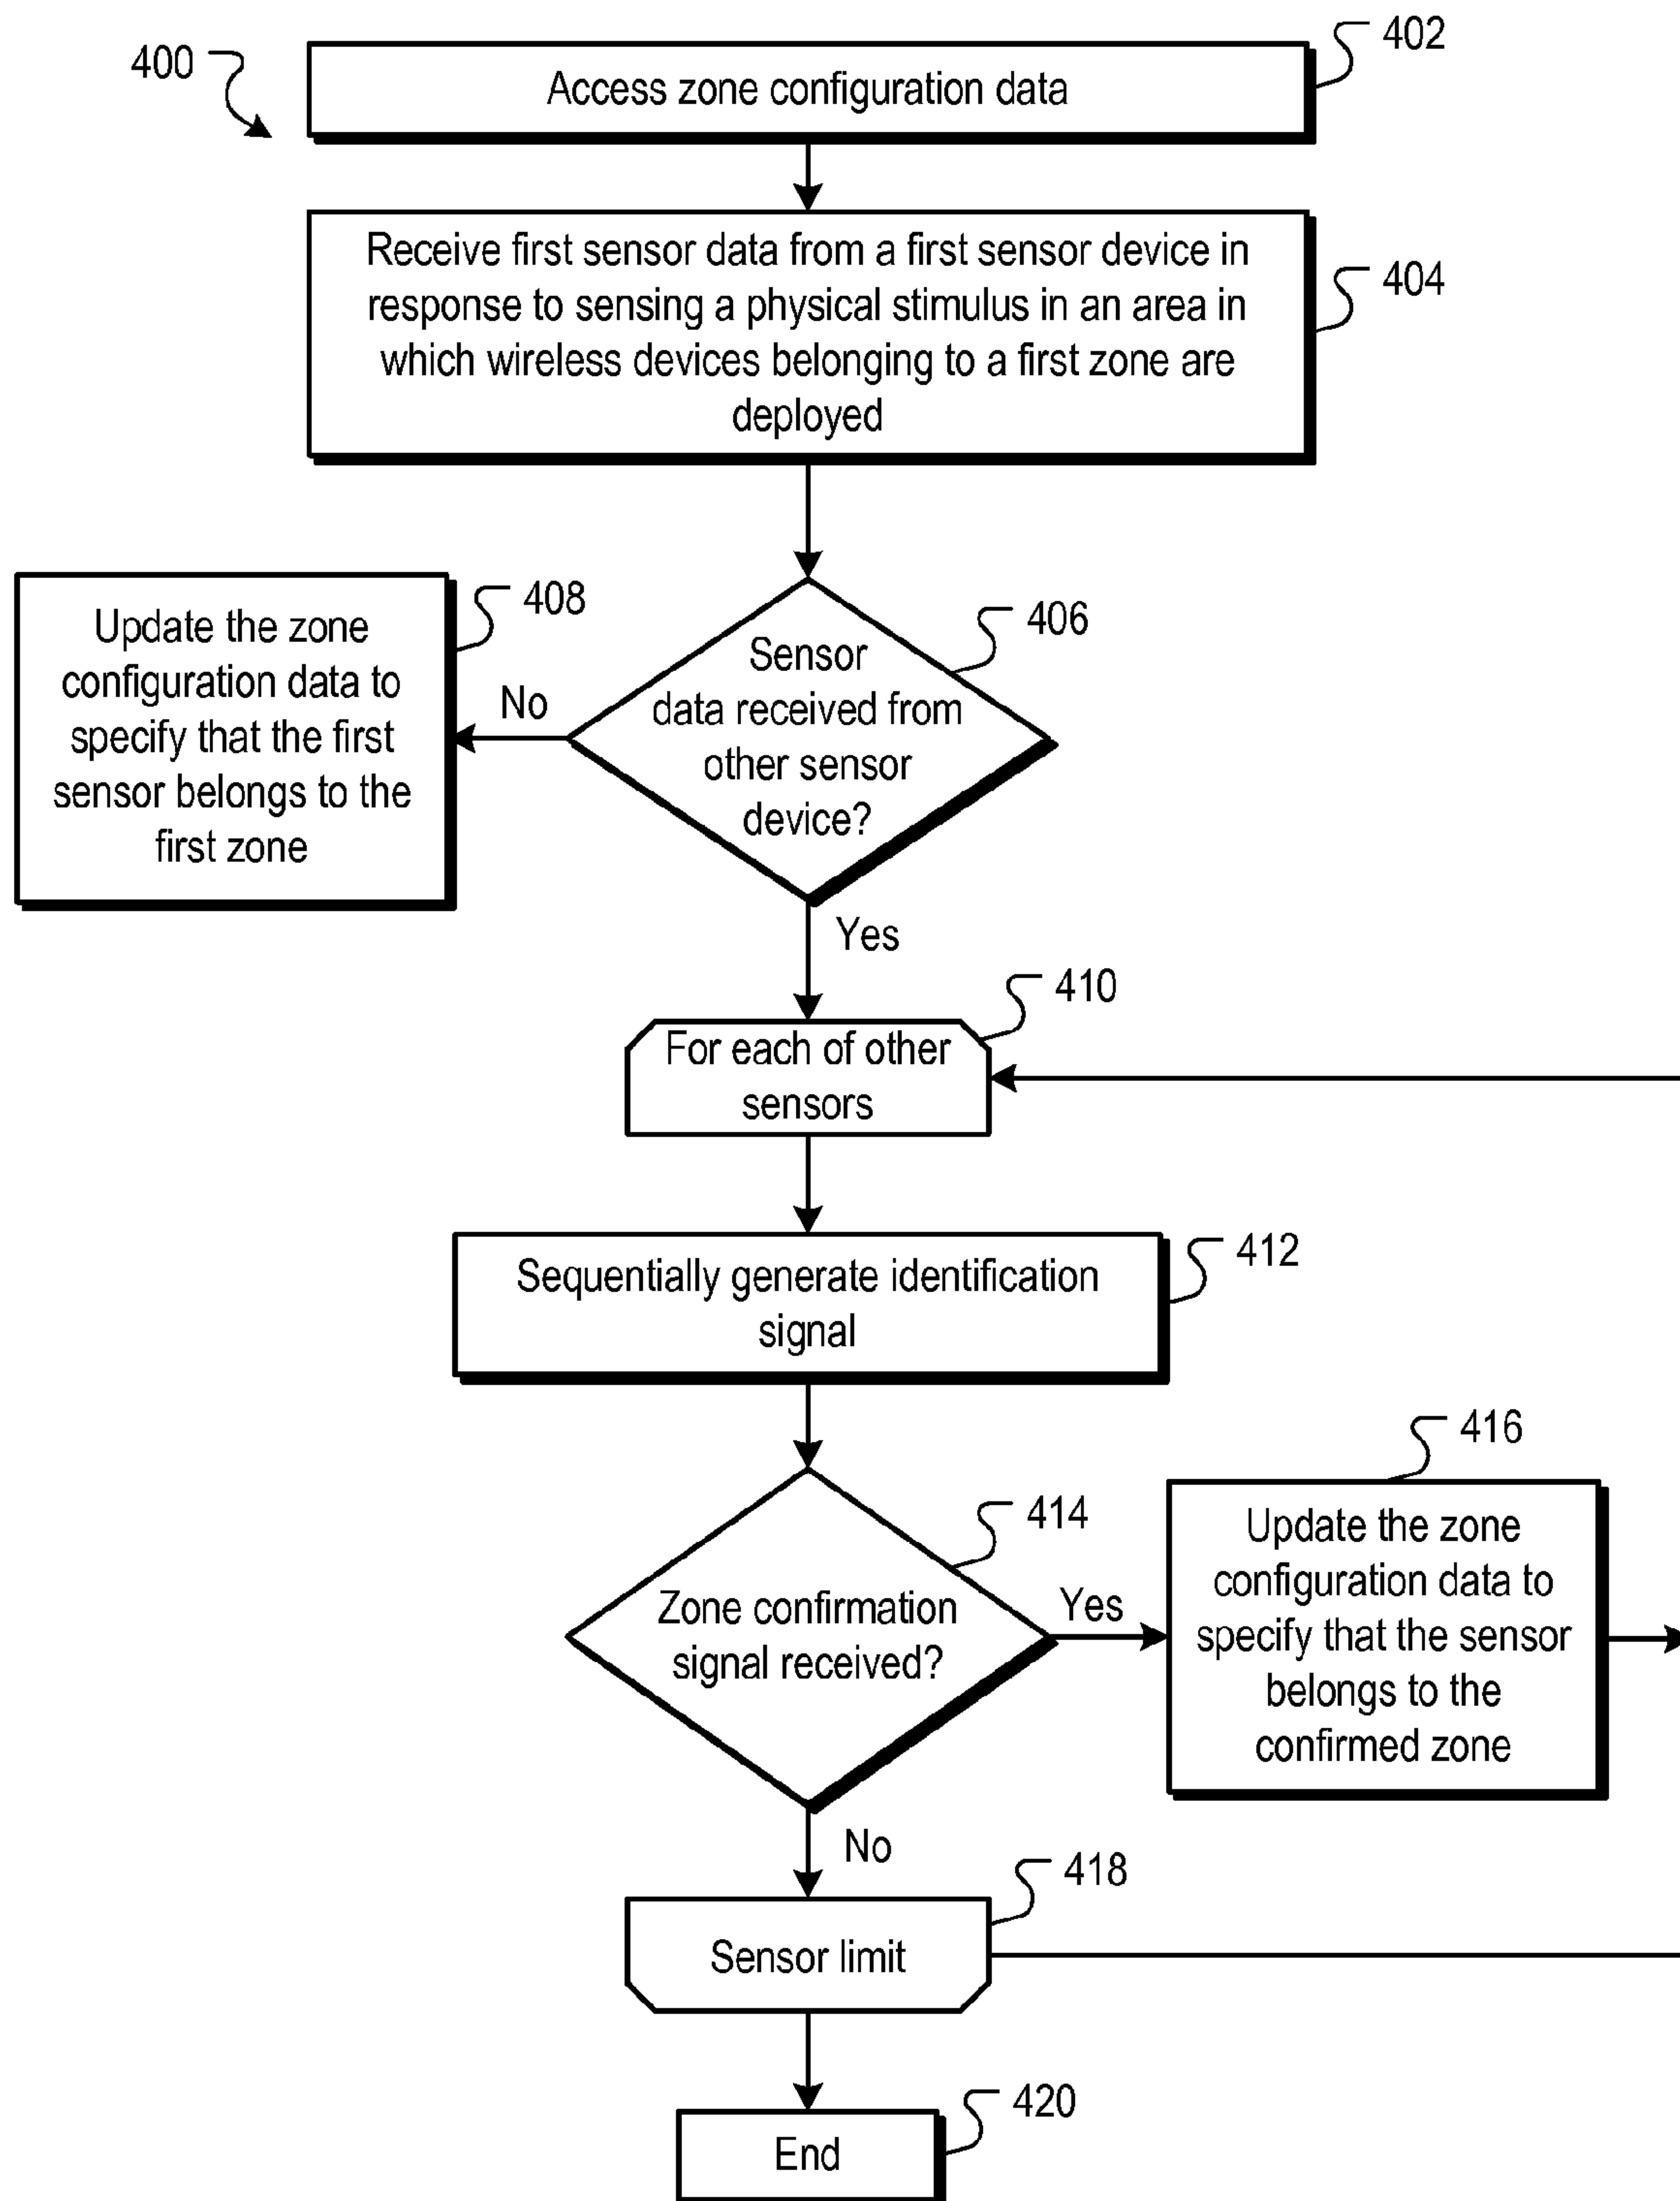 400
402
Access zone configuration data
Receive first sensor data from a first sensor device in
response to sensing a physical stimulus in an area in
which wireless devices belonging to a first zone are
deployed
404
408
Update the zone
configuration data to
specify that the first
sensor belongs to the
first zone
No
406
Sensor
data received from
other sensor
device?
Yes
410
For each of other
sensors
412
Sequentially generate identification
signal
414
Zone confirmation
signal received?
Yes
416
Update the zone
configuration data to
specify that the sensor
belongs to the
confirmed zone
No
418
Sensor limit
420
End